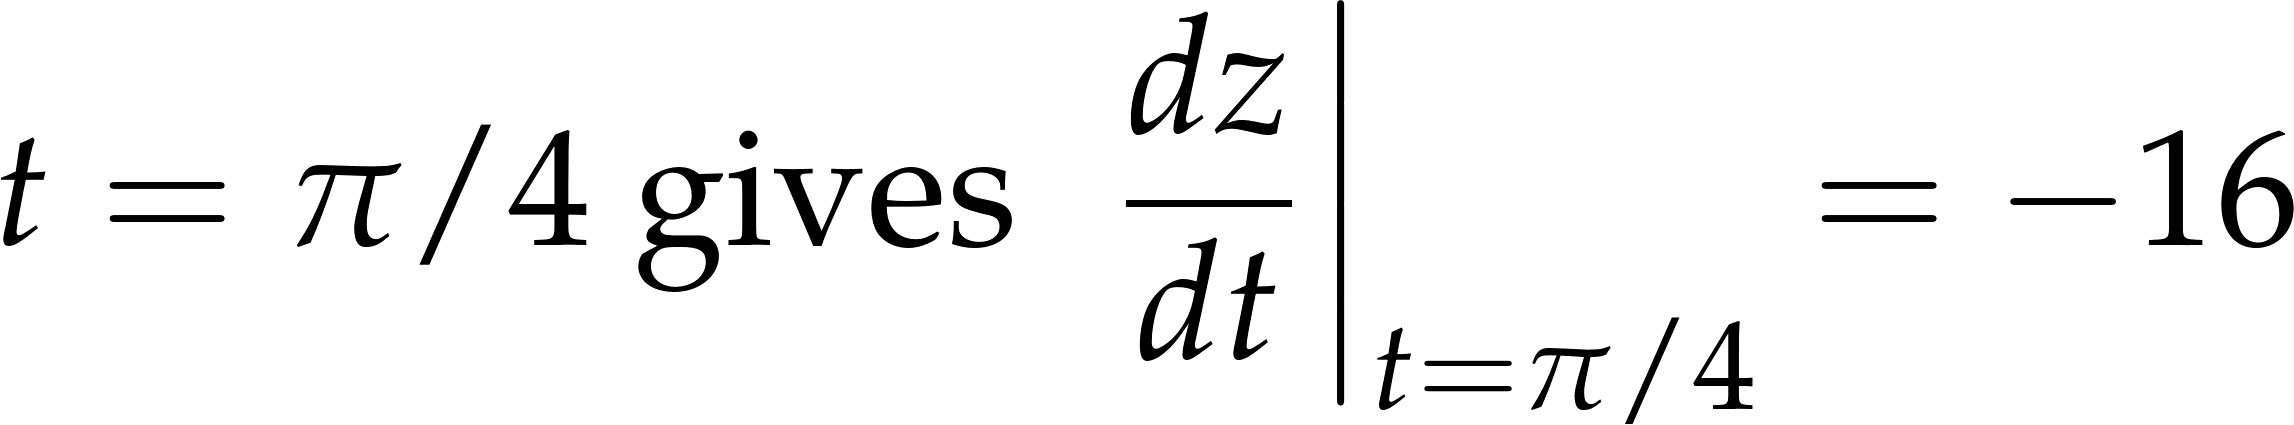 t = π/4 gives dz/dt|_{t=π/4} = −16